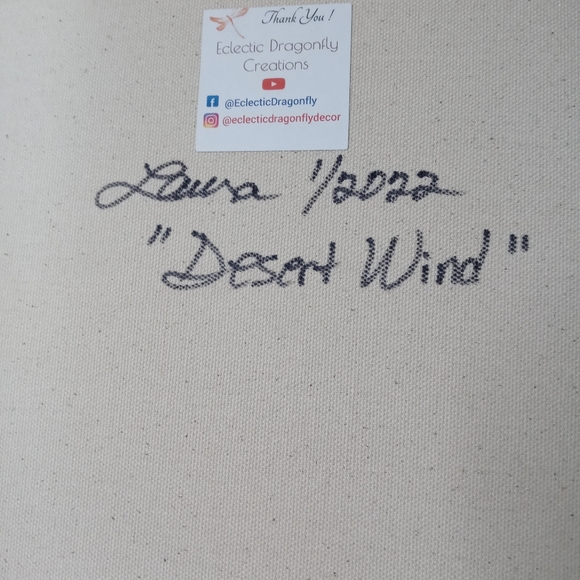 Thank You !
Eclectic Dragonfly
Creations
@EclecticDragonfly
@eclecticdragonflydecor
Laura 1/2022
"Desert Wind"